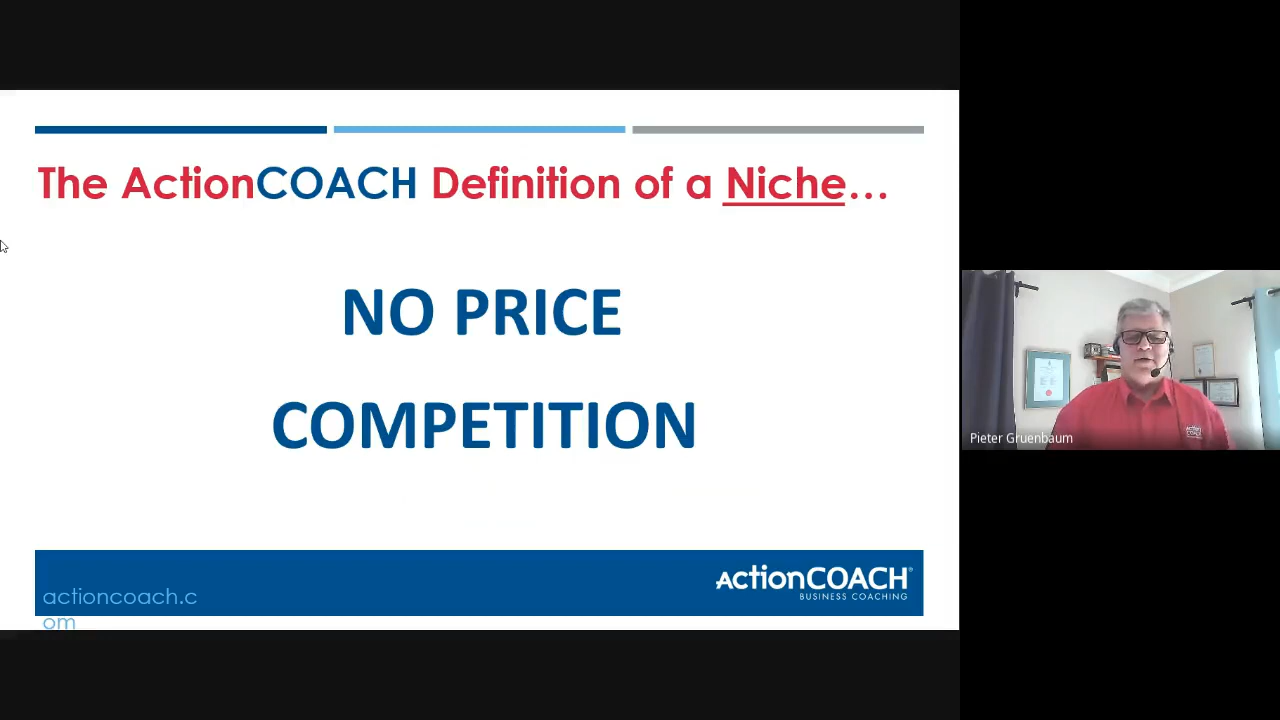 The ActionCOACH Definition of a Niche...
NO PRICE
COMPETITION
actioncoach.c
om
ActionCOACH®
BUSINESS COACHING
Pieter Gruenbaum